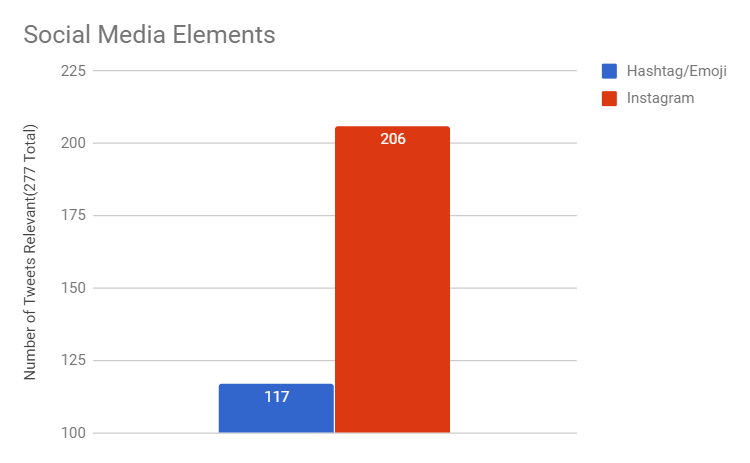 Social Media Elements
Number of Tweets Relevant(277 Total)
225
200
175
150
125
100
117
206
Hashtag/Emoji
Instagram